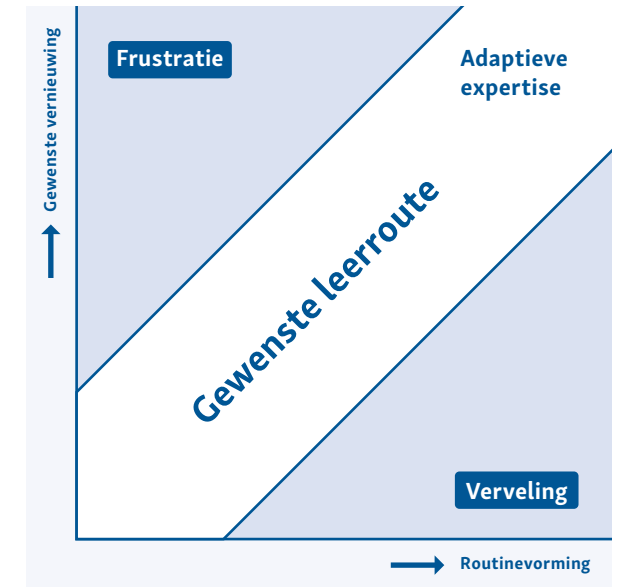 Frustratie
Adaptieve
expertise
Gewenste vernieuwing
Gewenste leerroute
Verveling
Routinevorming